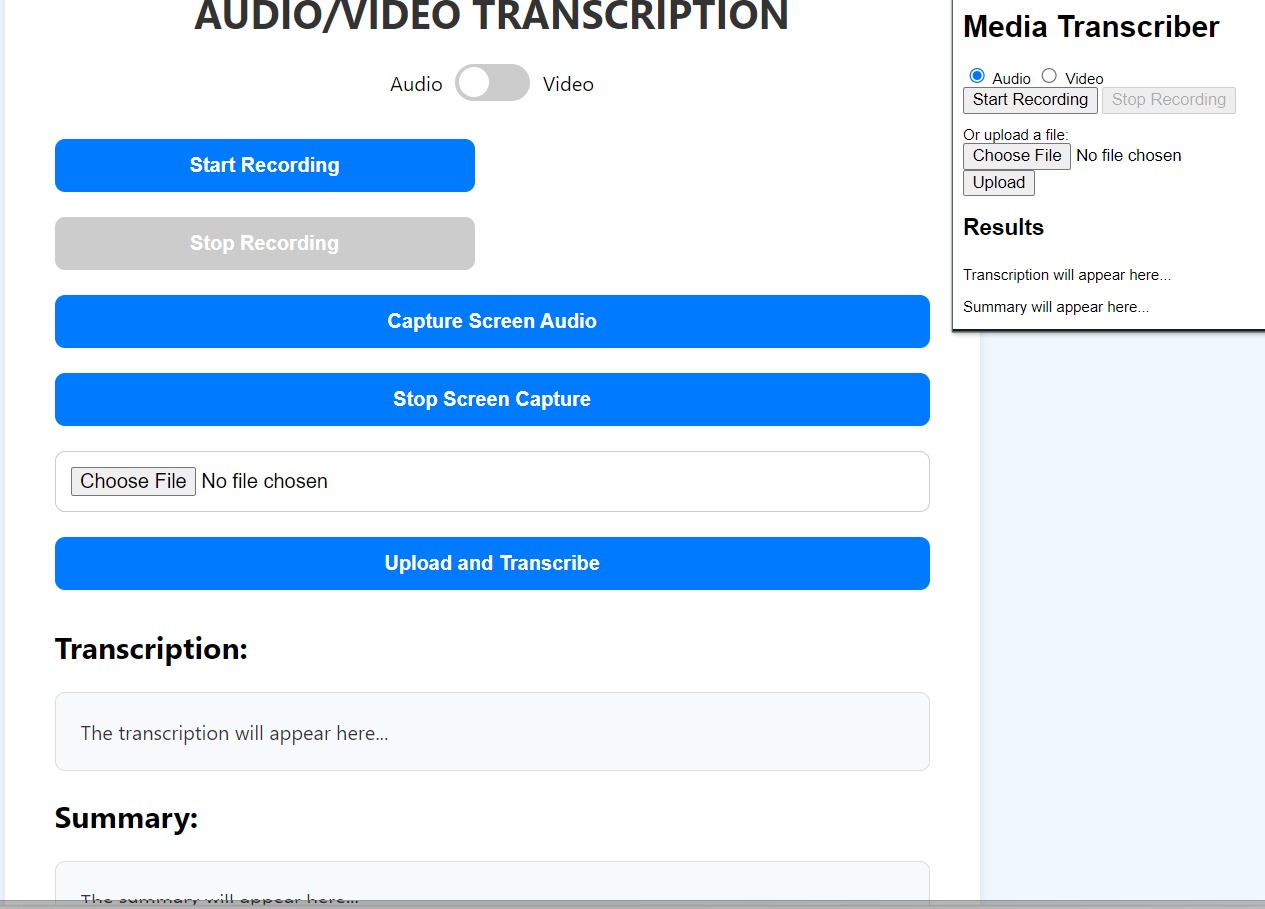 AUDIO/VIDEO TRANSCRIPTION
Audio Video
Start Recording
Stop Recording
Capture Screen Audio
Stop Screen Capture
Choose File No file chosen
Upload and Transcribe
Transcription:
The transcription will appear here...
Summary:
The summary will appear here...
Media Transcriber
Audio Video
Start Recording Stop Recording
Or upload a file:
Choose File No file chosen
Upload
Results
Transcription will appear here...
Summary will appear here...